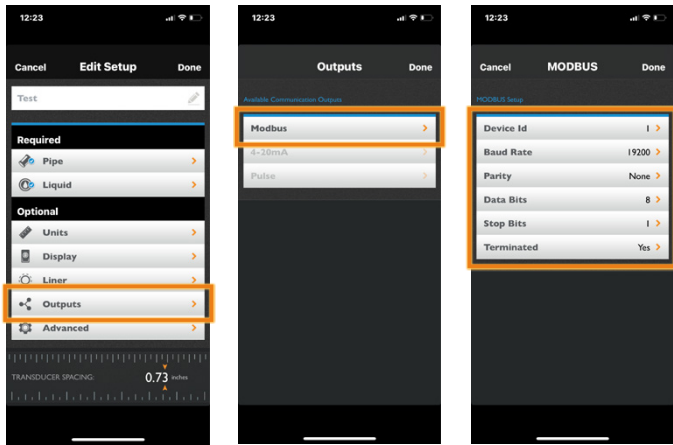 12:23
Cancel Edit Setup Done
Test
Required
Pipe
Liquid
Optional
Units
Display
Liner
Outputs
Advanced
TRANSDUCER SPACING: 0.73 inches
12:23
Outputs Done
Available Communication Outputs
Modbus
4-20mA
Pulse
12:23
Cancel MODBUS Done
MODBUS Setup
Device Id 1
Baud Rate 19200
Parity None
Data Bits 8
Stop Bits 1
Terminated Yes